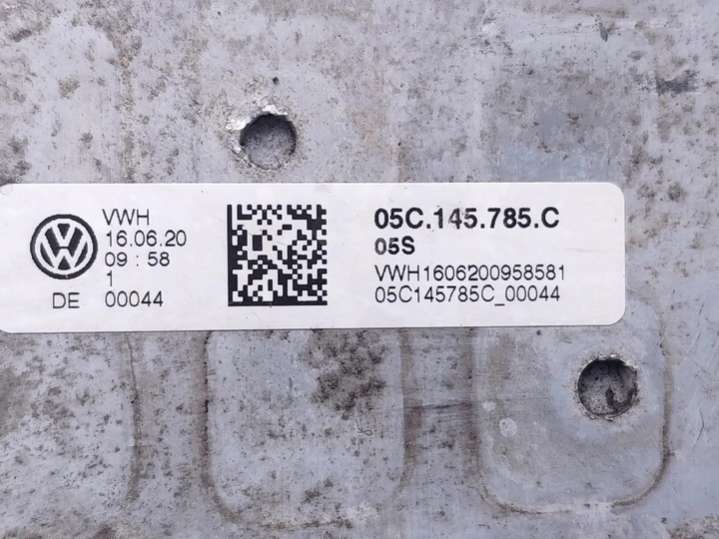 VWH
16.06.20
09 : 58
1
DE 00044
05C.145.785.C
05S
VWH1606200958581
05C145785C_00044